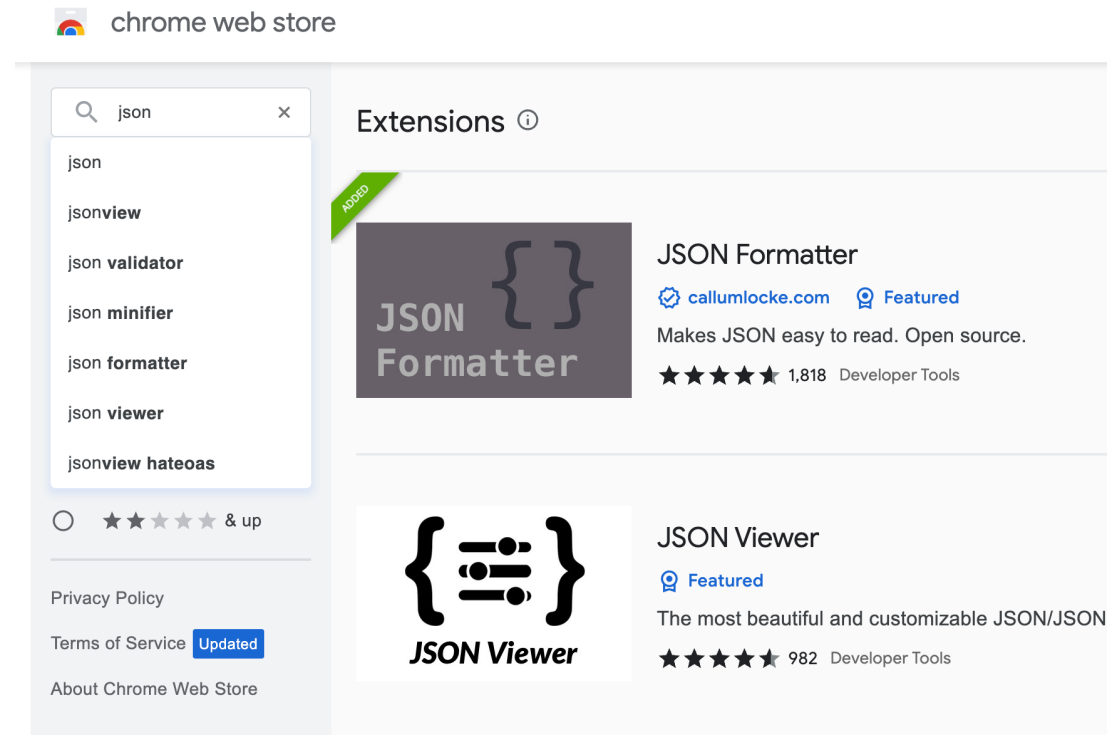 chrome web store
json
json
jsonview
json validator
json minifier
json formatter
json viewer
jsonview hateoas
& up
Privacy Policy
Terms of Service Updated
About Chrome Web Store
Extensions
ADDED
JSON
Formatter
JSON Formatter
callumlocke.com Featured
Makes JSON easy to read. Open source.
1,818 Developer Tools
JSON Viewer
JSON Viewer
Featured
The most beautiful and customizable JSON/JSON
982 Developer Tools